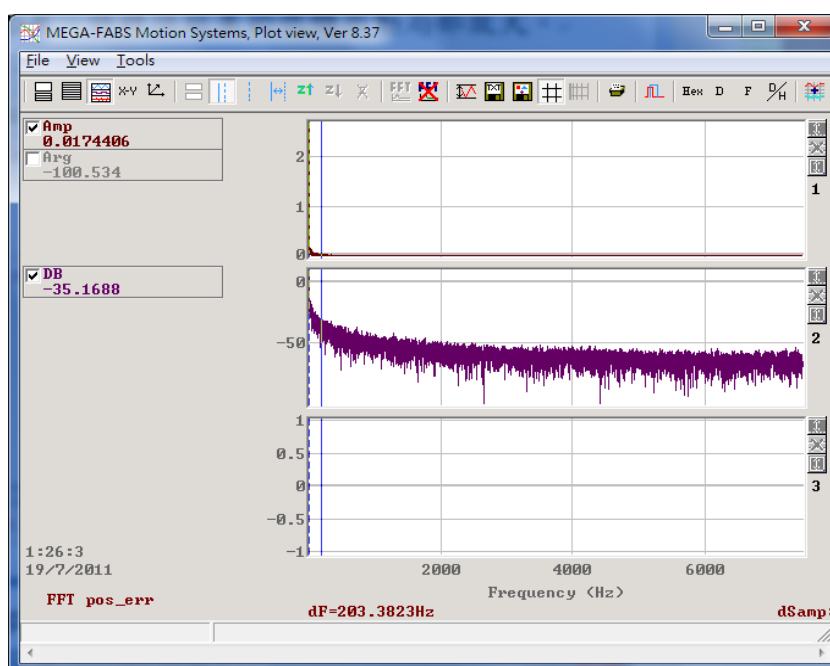 MEGA-FABS Motion Systems, Plot view, Ver 8.37
File View Tools
X-Y FFT Hex D F D/H
Amp
0.0174406
Arg
-100.534
2
1
0
1
DB
-35.1688
0
-50
2
1
0.5
0
-0.5
-1
3
1:26:3
19/7/2011
2000 4000 6000
Frequency (Hz)
FFT pos_err
dF=203.3823Hz dSamp: